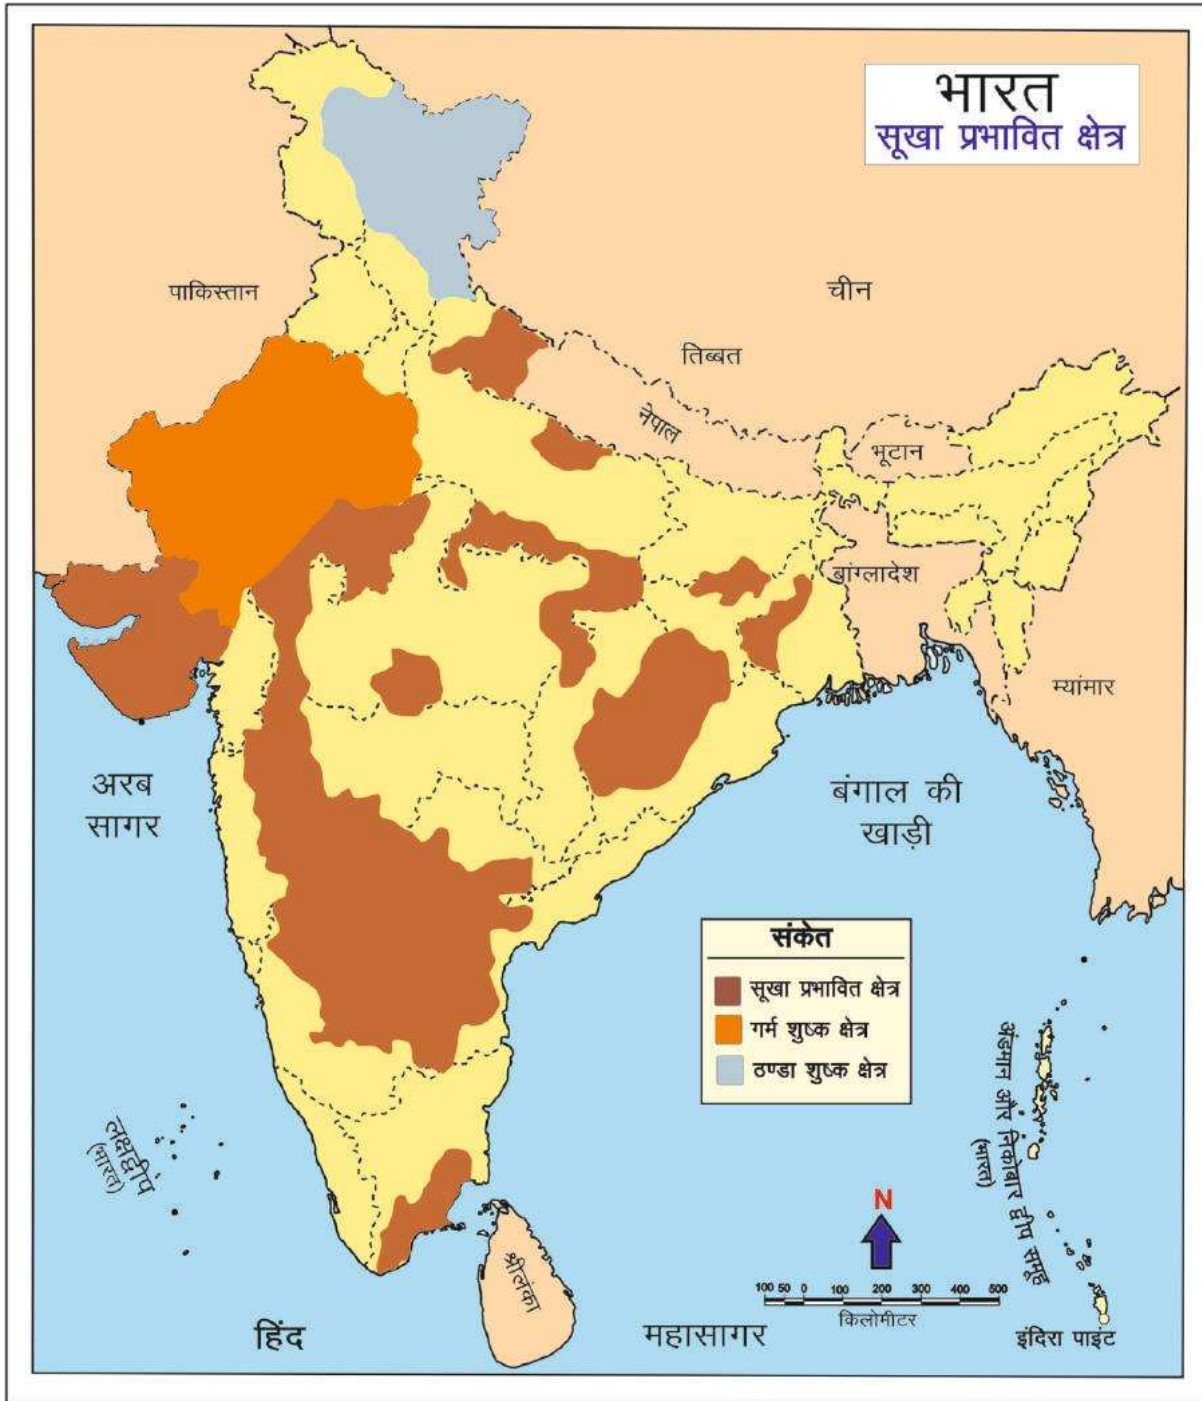 भारत
सूखा प्रभावित क्षेत्र
पाकिस्तान
चीन
तिब्बत
नेपाल
भूटान
बांग्लादेश
म्यांमार
अरब
सागर
बंगाल की
खाड़ी
संकेत
सूखा प्रभावित क्षेत्र
गर्म शुष्क क्षेत्र
ठण्डा शुष्क क्षेत्र
लक्षद्वीप
(भारत)
अंडमान और निकोबार द्वीप समूह
(भारत)
N
श्रीलंका
100 50 0 100 200 300 400 500
किलोमीटर
हिंद
महासागर
इंदिरा पाइंट